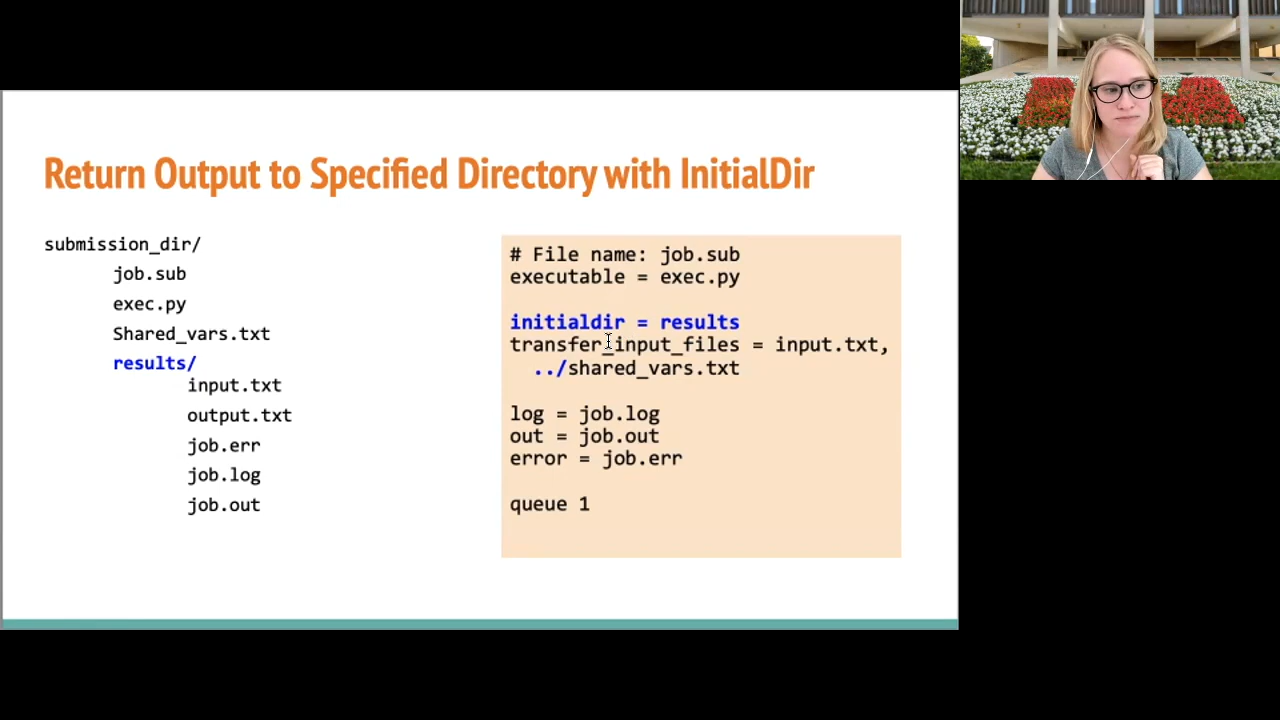 Return Output to Specified Directory with InitialDir
submission_dir/
job.sub
exec.py
Shared_vars.txt
results/
input.txt
output.txt
job.err
job.log
job.out
# File name: job.sub
executable = exec.py
initialdir = results
transfer_input_files = input.txt,
../shared_vars.txt
log = job.log
out = job.out
error = job.err
queue 1